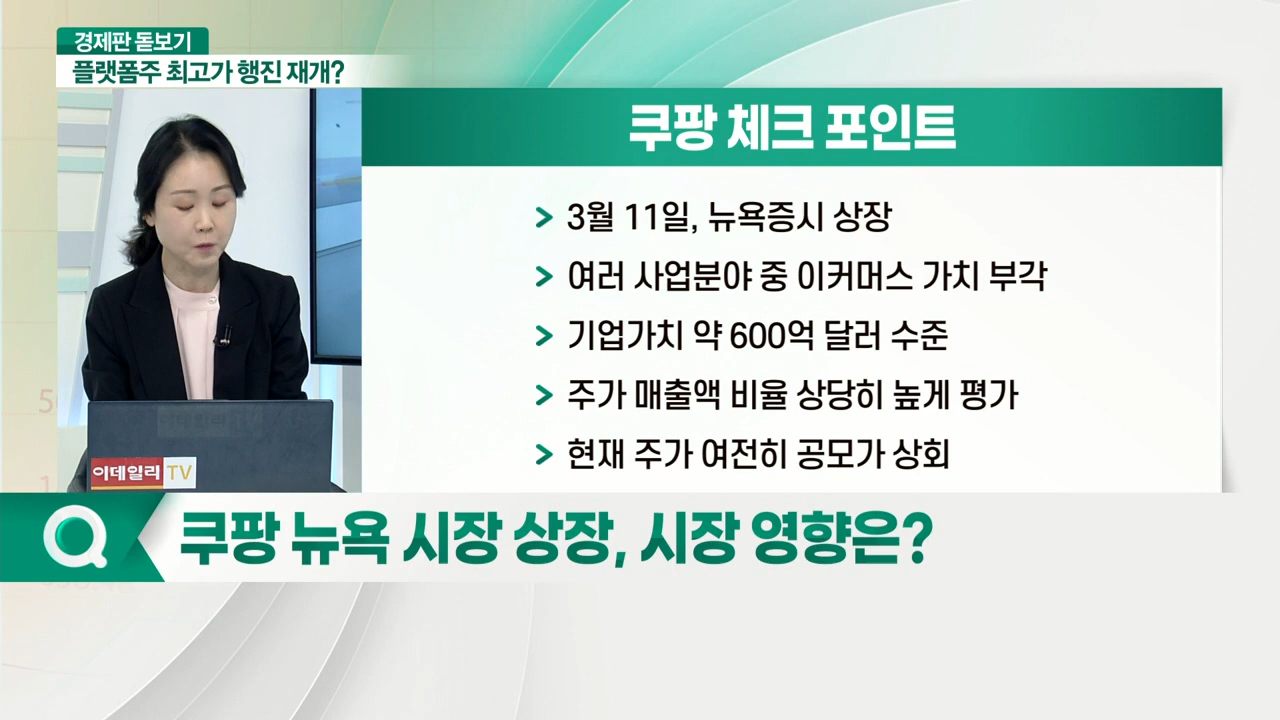 경제판 돋보기
플랫폼주 최고가 행진 재개?
쿠팡 체크 포인트
> 3월 11일, 뉴욕증시 상장
> 여러 사업분야 중 이커머스 가치 부각
> 기업가치 약 600억 달러 수준
> 주가 매출액 비율 상당히 높게 평가
> 현재 주가 여전히 공모가 상회
이데일리 TV
쿠팡 뉴욕 시장 상장, 시장 영향은?